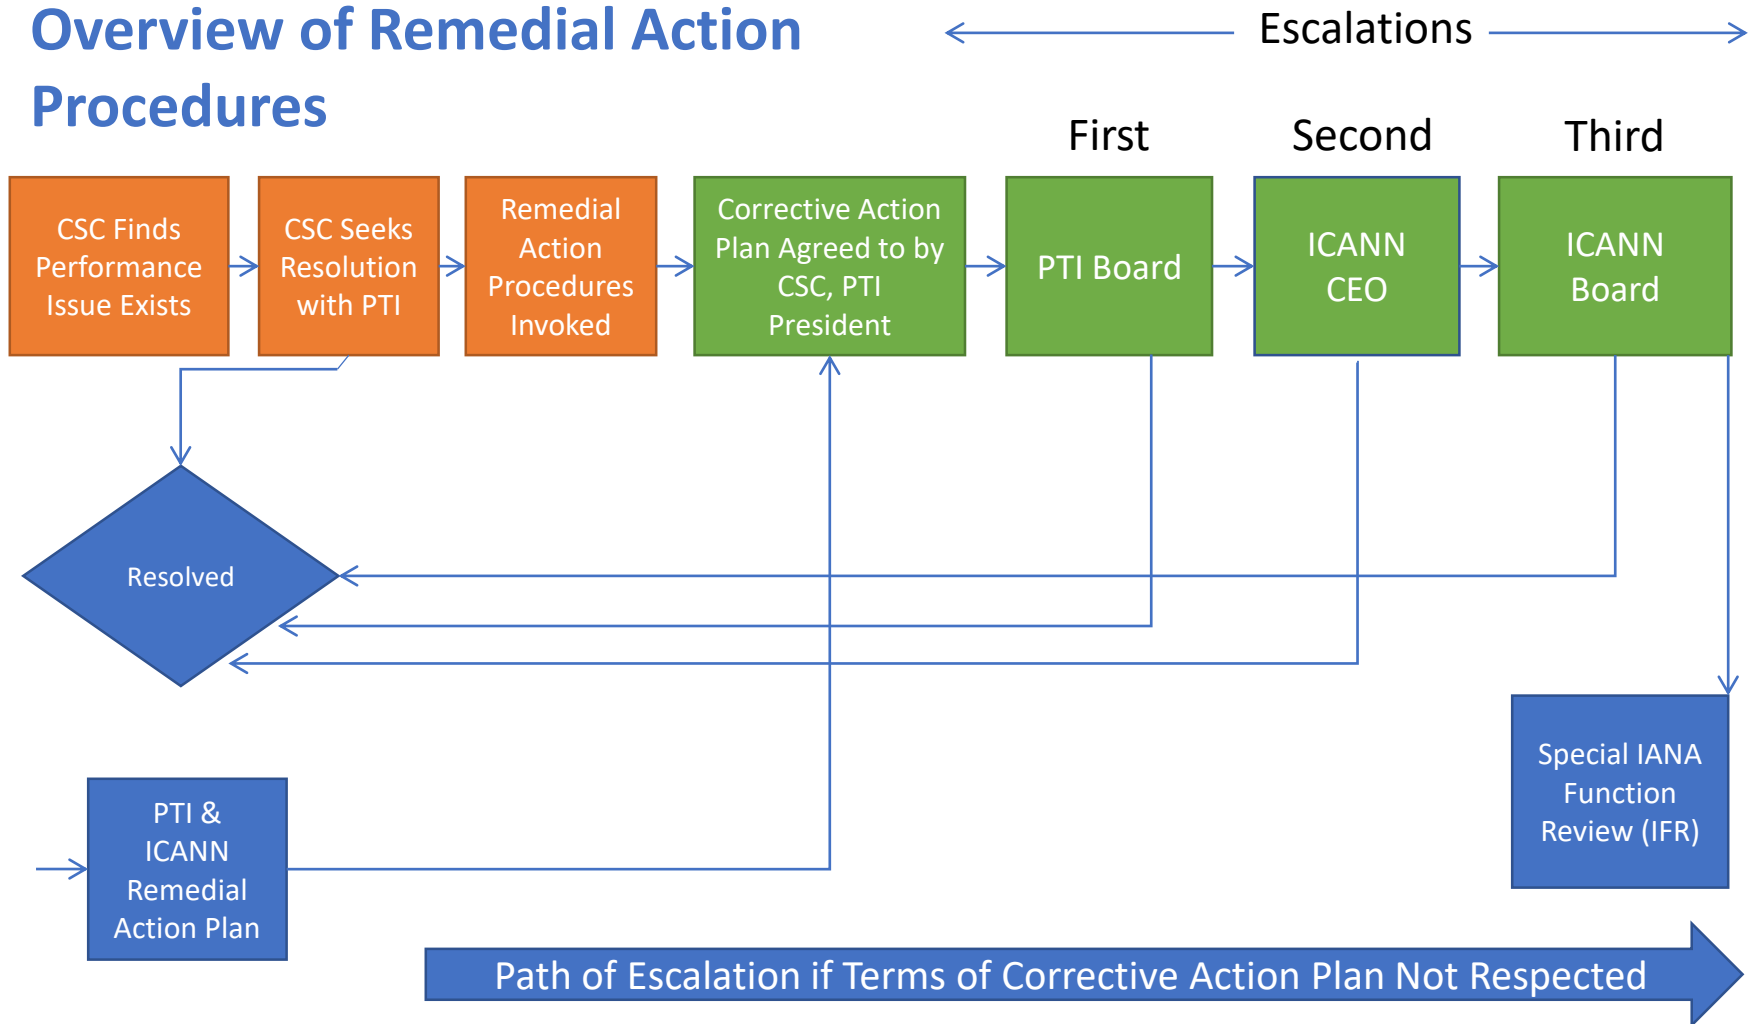 Overview of Remedial Action
Procedures
Escalations
First
Second
Third
CSC Finds
Performance
Issue Exists
CSC Seeks
Resolution
with PTI
Remedial
Action
Procedures
Invoked
Corrective Action
Plan Agreed to by
CSC, PTI
President
PTI Board
ICANN
CEO
ICANN
Board
Resolved
Special IANA
Function
Review (IFR)
PTI &
ICANN
Remedial
Action Plan
Path of Escalation if Terms of Corrective Action Plan Not Respected